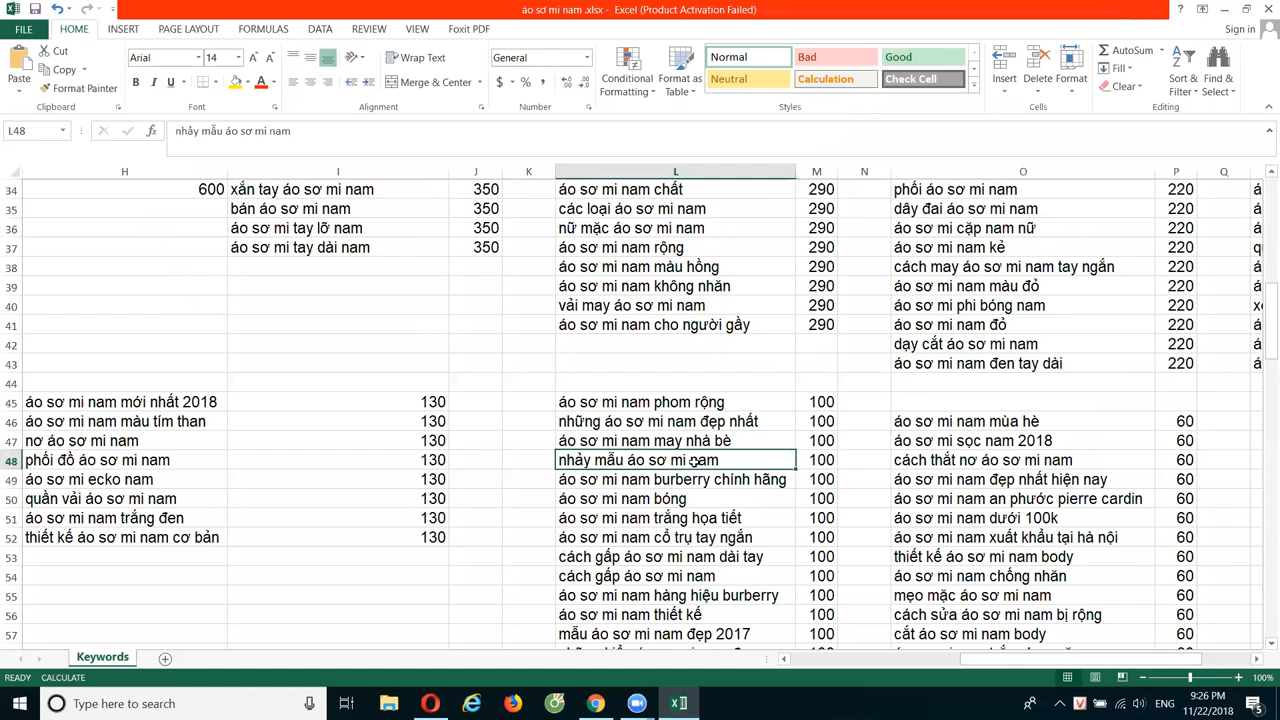 áo sơ mi nam .xlsx - Excel (Product Activation Failed)
FILE HOME INSERT PAGE LAYOUT FORMULAS DATA REVIEW VIEW Foxit PDF Sign in
Paste Cut Copy Format Painter Clipboard
Arial 14 B I U Font
Wrap Text Merge & Center Alignment
General $ % , Number
Conditional Formatting Format as Table
Normal Bad Good
Neutral Calculation Check Cell
Styles
Insert Delete Format Cells
AutoSum Fill Clear Sort & Filter Find & Select Editing
L48 fx nhảy mẫu áo sơ mi nam
H I J K L M N O P Q
34 600 xắn tay áo sơ mi nam 350 áo sơ mi nam chất 290 phối áo sơ mi nam 220
35 bán áo sơ mi nam 350 các loại áo sơ mi nam 290 dây đai áo sơ mi nam 220
36 áo sơ mi tay lỡ nam 350 nữ mặc áo sơ mi nam 290 áo sơ mi cặp nam nữ 220
37 áo sơ mi tay dài nam 350 áo sơ mi nam rộng 290 áo sơ mi nam kẻ 220
38 áo sơ mi nam màu hồng 290 cách may áo sơ mi nam tay ngắn 220
39 áo sơ mi nam không nhăn 290 áo sơ mi nam màu đỏ 220
40 vải may áo sơ mi nam 290 áo sơ mi phi bóng nam 220
41 áo sơ mi nam cho người gầy 290 áo sơ mi nam đỏ 220
42 dạy cắt áo sơ mi nam 220
43 áo sơ mi nam đen tay dài 220
44
45 áo sơ mi nam mới nhất 2018 130 áo sơ mi nam phom rộng 100
46 áo sơ mi nam màu tím than 130 những áo sơ mi nam đẹp nhất 100 áo sơ mi nam mùa hè 60
47 nơ áo sơ mi nam 130 áo sơ mi nam may nhà bè 100 áo sơ mi sọc nam 2018 60
48 phối đồ áo sơ mi nam 130 nhảy mẫu áo sơ mi nam 100 cách thắt nơ áo sơ mi nam 60
49 áo sơ mi ecko nam 130 áo sơ mi nam burberry chính hãng 100 áo sơ mi nam đẹp nhất hiện nay 60
50 quần vải áo sơ mi nam 130 áo sơ mi nam bóng 100 áo sơ mi nam an phước pierre cardin 60
51 áo sơ mi nam trắng đen 130 áo sơ mi nam trắng họa tiết 100 áo sơ mi nam dưới 100k 60
52 thiết kế áo sơ mi nam cơ bản 130 áo sơ mi nam cổ trụ tay ngắn 100 áo sơ mi nam xuất khẩu tại hà nội 60
53 cách gấp áo sơ mi nam dài tay 100 thiết kế áo sơ mi nam body 60
54 cách gấp áo sơ mi nam 100 áo sơ mi nam chống nhăn 60
55 áo sơ mi nam hàng hiệu burberry 100 mẹo mặc áo sơ mi nam 60
56 áo sơ mi nam thiết kế 100 cách sửa áo sơ mi nam bị rộng 60
57 mẫu áo sơ mi nam đẹp 2017 100 cắt áo sơ mi nam body 60
Keywords
READY CALCULATE 100%
Type here to search ENG 9:26 PM
11/22/2018